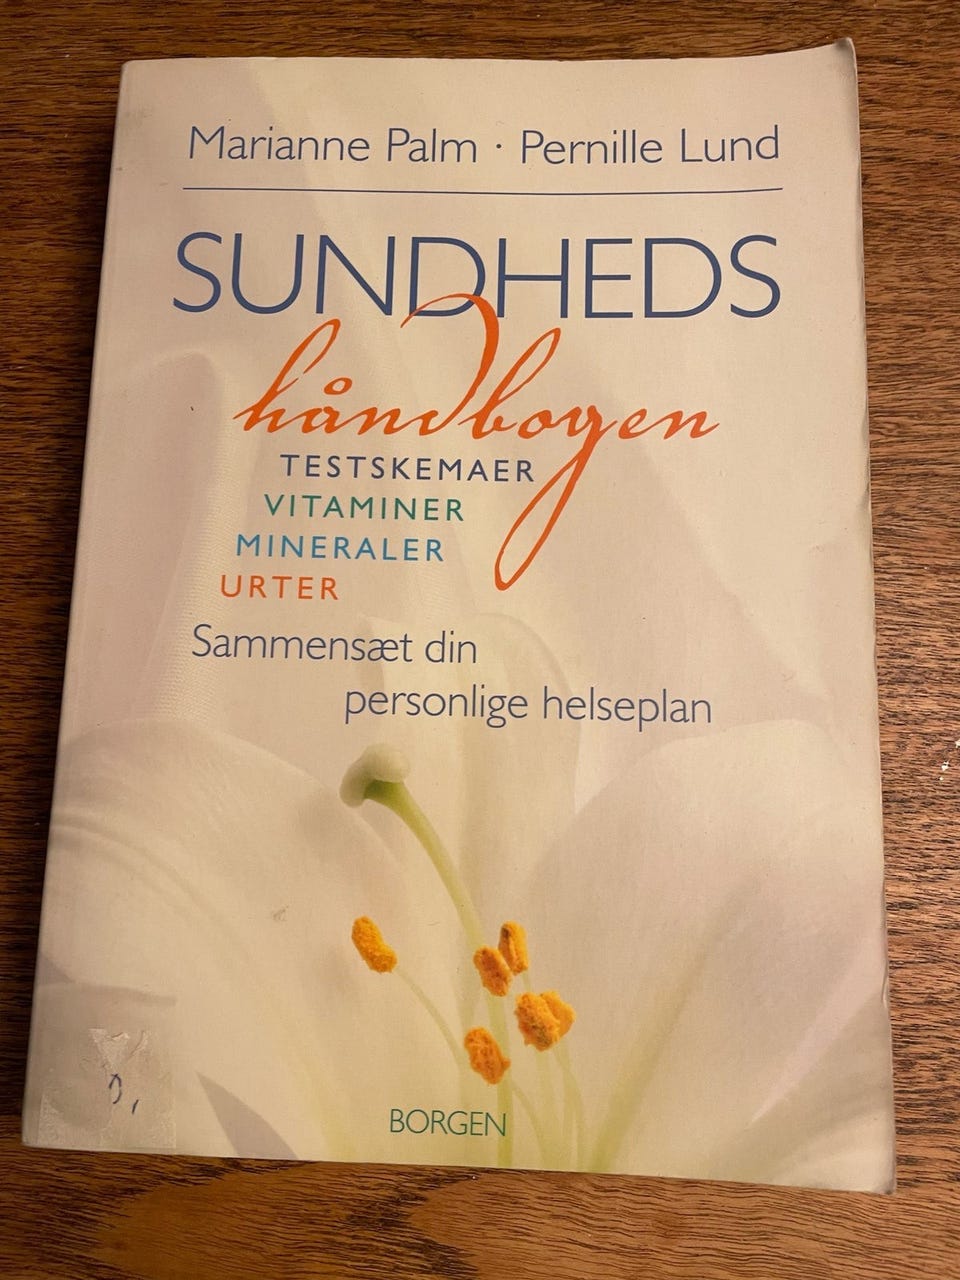 Marianne Palm · Pernille Lund
SUNDHEDS
håndbogen
TESTSKEMAER
VITAMINER
MINERALER
URTER
Sammensæt din
personlige helseplan
BORGEN